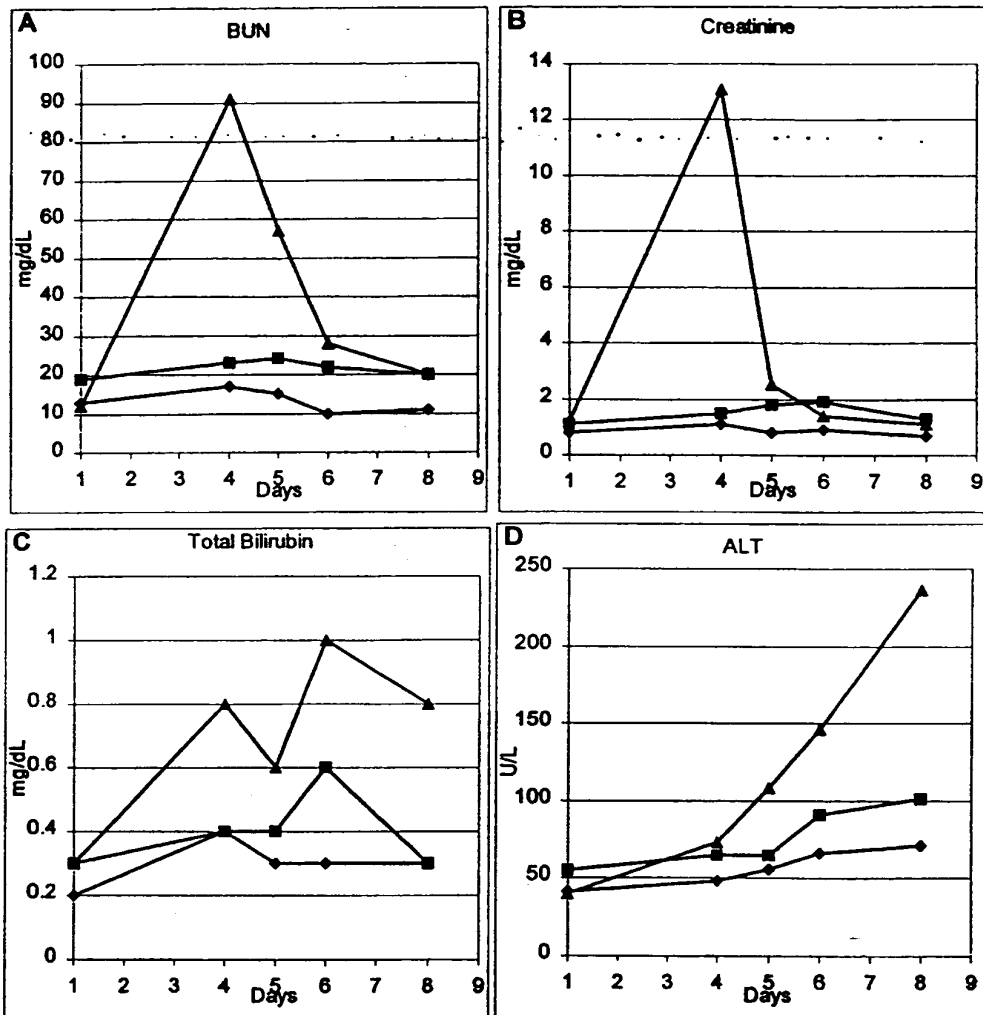 A
BUN
100
90
80
70
60
50
40
30
20
10
0
mg/dL
1 2 3 4 5 6 7 8 9
Days
B
Creatinine
14
12
10
8
6
4
2
0
mg/dL
1 2 3 4 5 6 7 8 9
Days
C
Total Bilirubin
1.2
1
0.8
0.6
0.4
0.2
0
mg/dL
1 2 3 4 5 6 7 8 9
Days
D
ALT
250
200
150
100
50
0
U/L
1 2 3 4 5 6 7 8 9
Days